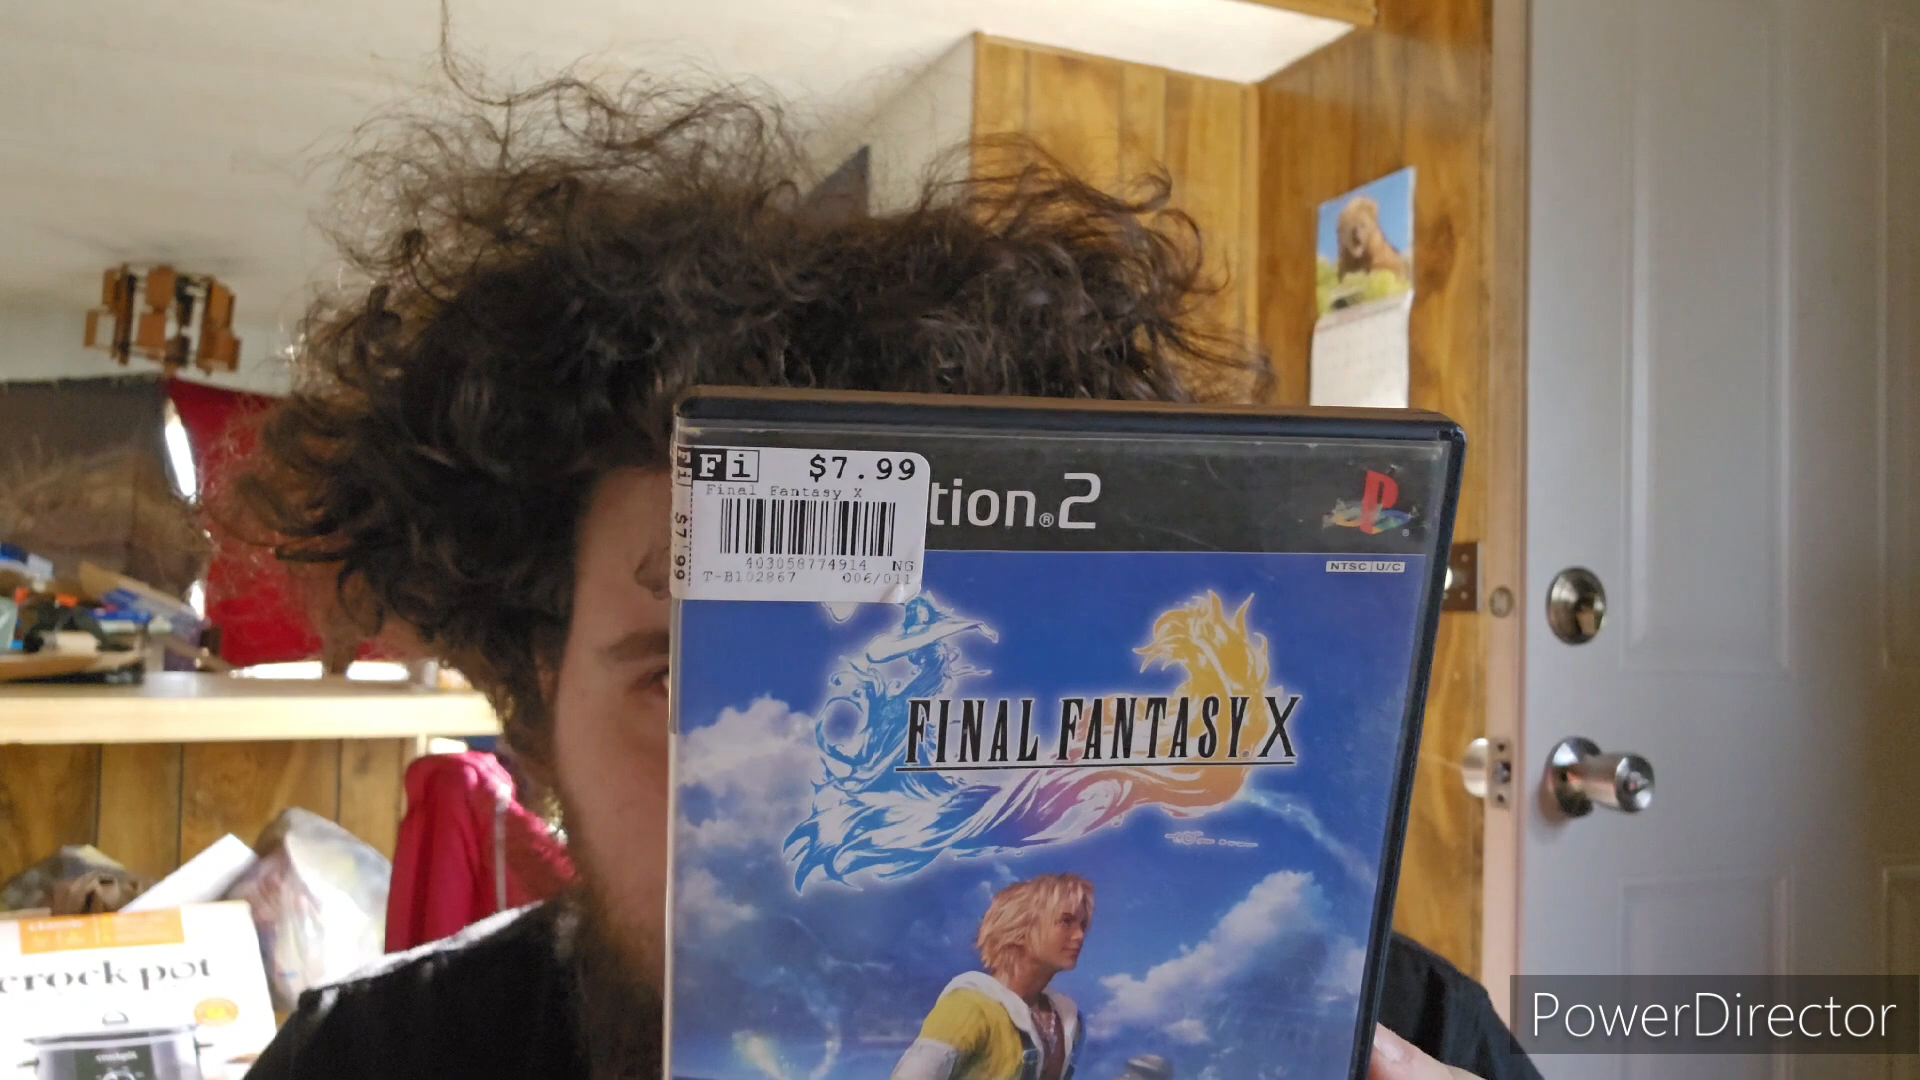 Fi $7.99
Final Fantasy X
403058774914 NG
T-B102867 006/011
$7.99
tion®2
NTSC U/C
FINAL FANTASY X
crock pot
crockpot
PowerDirector